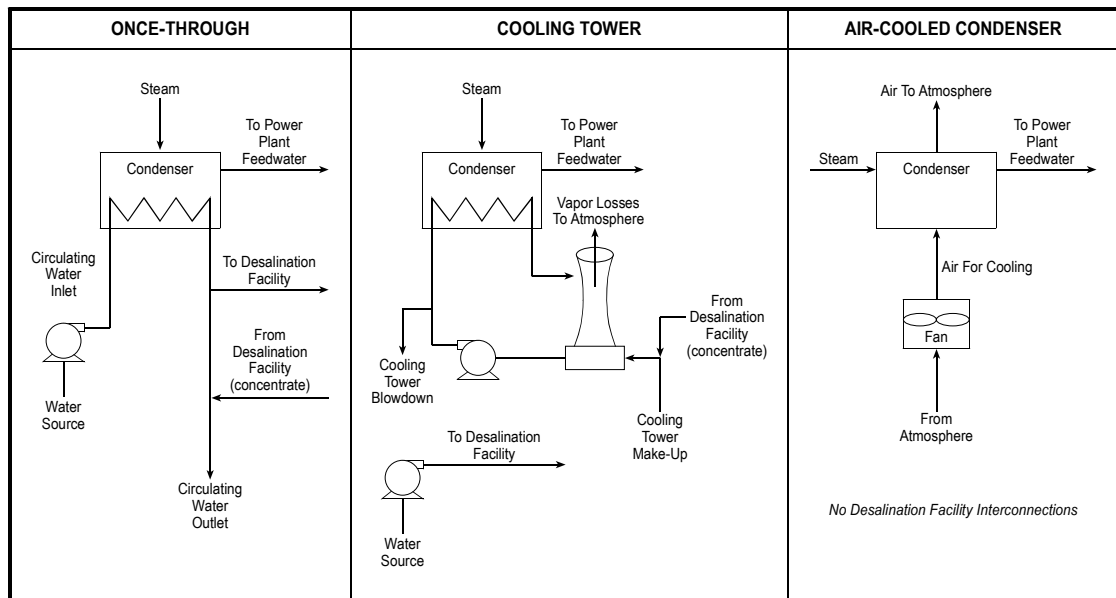 ONCE-THROUGH
Steam
To Power
Plant
Feedwater
Condenser
Circulating
Water
Inlet
To Desalination
Facility
From
Desalination
Facility
(concentrate)
Water
Source
Circulating
Water
Outlet
COOLING TOWER
Steam
To Power
Plant
Feedwater
Condenser
Vapor Losses
To Atmosphere
From
Desalination
Facility
(concentrate)
Cooling
Tower
Blowdown
Cooling
Tower
Make-Up
To Desalination
Facility
Water
Source
AIR-COOLED CONDENSER
Air To Atmosphere
To Power
Plant
Feedwater
Steam
Condenser
Air For Cooling
Fan
From
Atmosphere
No Desalination Facility Interconnections